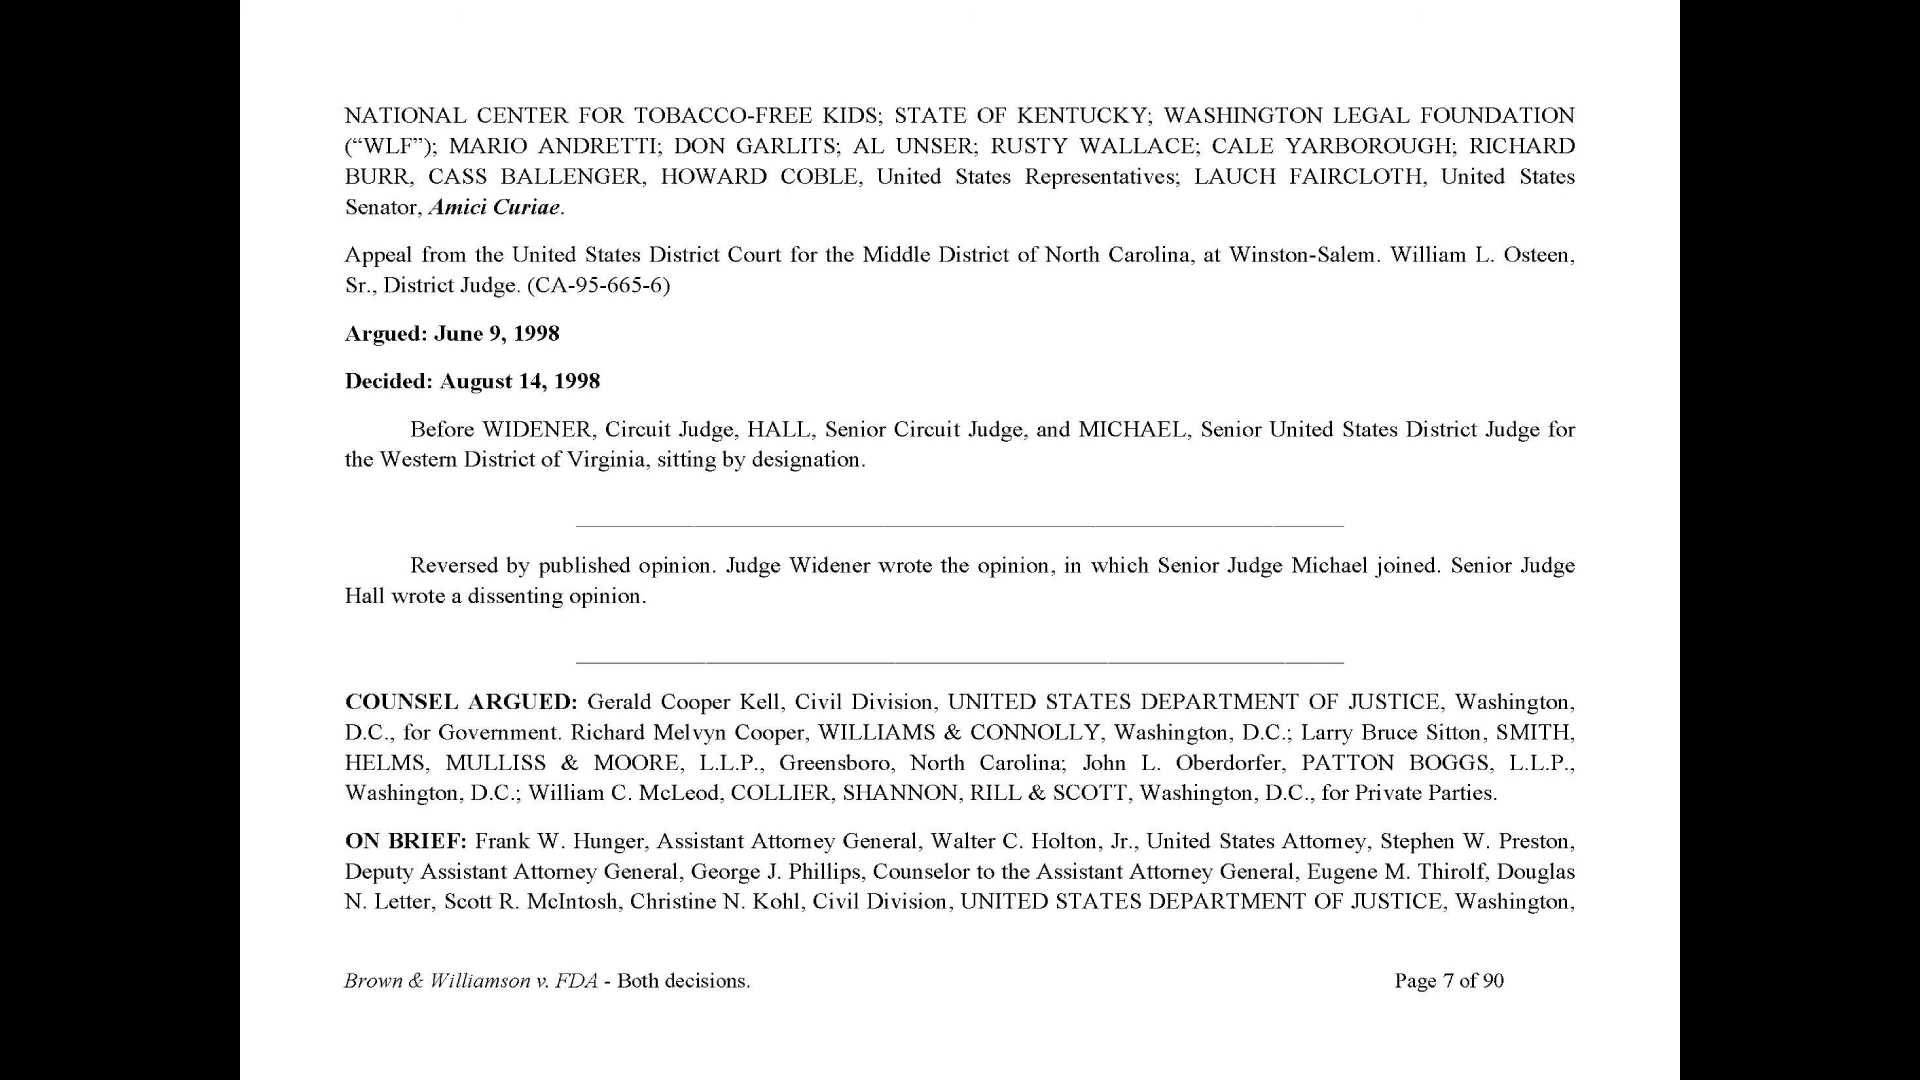 NATIONAL CENTER FOR TOBACCO-FREE KIDS; STATE OF KENTUCKY; WASHINGTON LEGAL FOUNDATION
(“WLF”); MARIO ANDRETTI; DON GARLITS; AL UNSER; RUSTY WALLACE; CALE YARBOROUGH; RICHARD
BURR, CASS BALLENGER, HOWARD COBLE, United States Representatives; LAUCH FAIRCLOTH, United States
Senator, Amici Curiae.
Appeal from the United States District Court for the Middle District of North Carolina, at Winston-Salem. William L. Osteen,
Sr., District Judge. (CA-95-665-6)
Argued: June 9, 1998
Decided: August 14, 1998
Before WIDENER, Circuit Judge, HALL, Senior Circuit Judge, and MICHAEL, Senior United States District Judge for
the Western District of Virginia, sitting by designation.
Reversed by published opinion. Judge Widener wrote the opinion, in which Senior Judge Michael joined. Senior Judge
Hall wrote a dissenting opinion.
COUNSEL ARGUED: Gerald Cooper Kell, Civil Division, UNITED STATES DEPARTMENT OF JUSTICE, Washington,
D.C., for Government. Richard Melvyn Cooper, WILLIAMS & CONNOLLY, Washington, D.C.; Larry Bruce Sitton, SMITH,
HELMS, MULLISS & MOORE, L.L.P., Greensboro, North Carolina; John L. Oberdorfer, PATTON BOGGS, L.L.P.,
Washington, D.C.; William C. McLeod, COLLIER, SHANNON, RILL & SCOTT, Washington, D.C., for Private Parties.
ON BRIEF: Frank W. Hunger, Assistant Attorney General, Walter C. Holton, Jr., United States Attorney, Stephen W. Preston,
Deputy Assistant Attorney General, George J. Phillips, Counselor to the Assistant Attorney General, Eugene M. Thirolf, Douglas
N. Letter, Scott R. McIntosh, Christine N. Kohl, Civil Division, UNITED STATES DEPARTMENT OF JUSTICE, Washington,
Brown & Williamson v. FDA - Both decisions.
Page 7 of 90